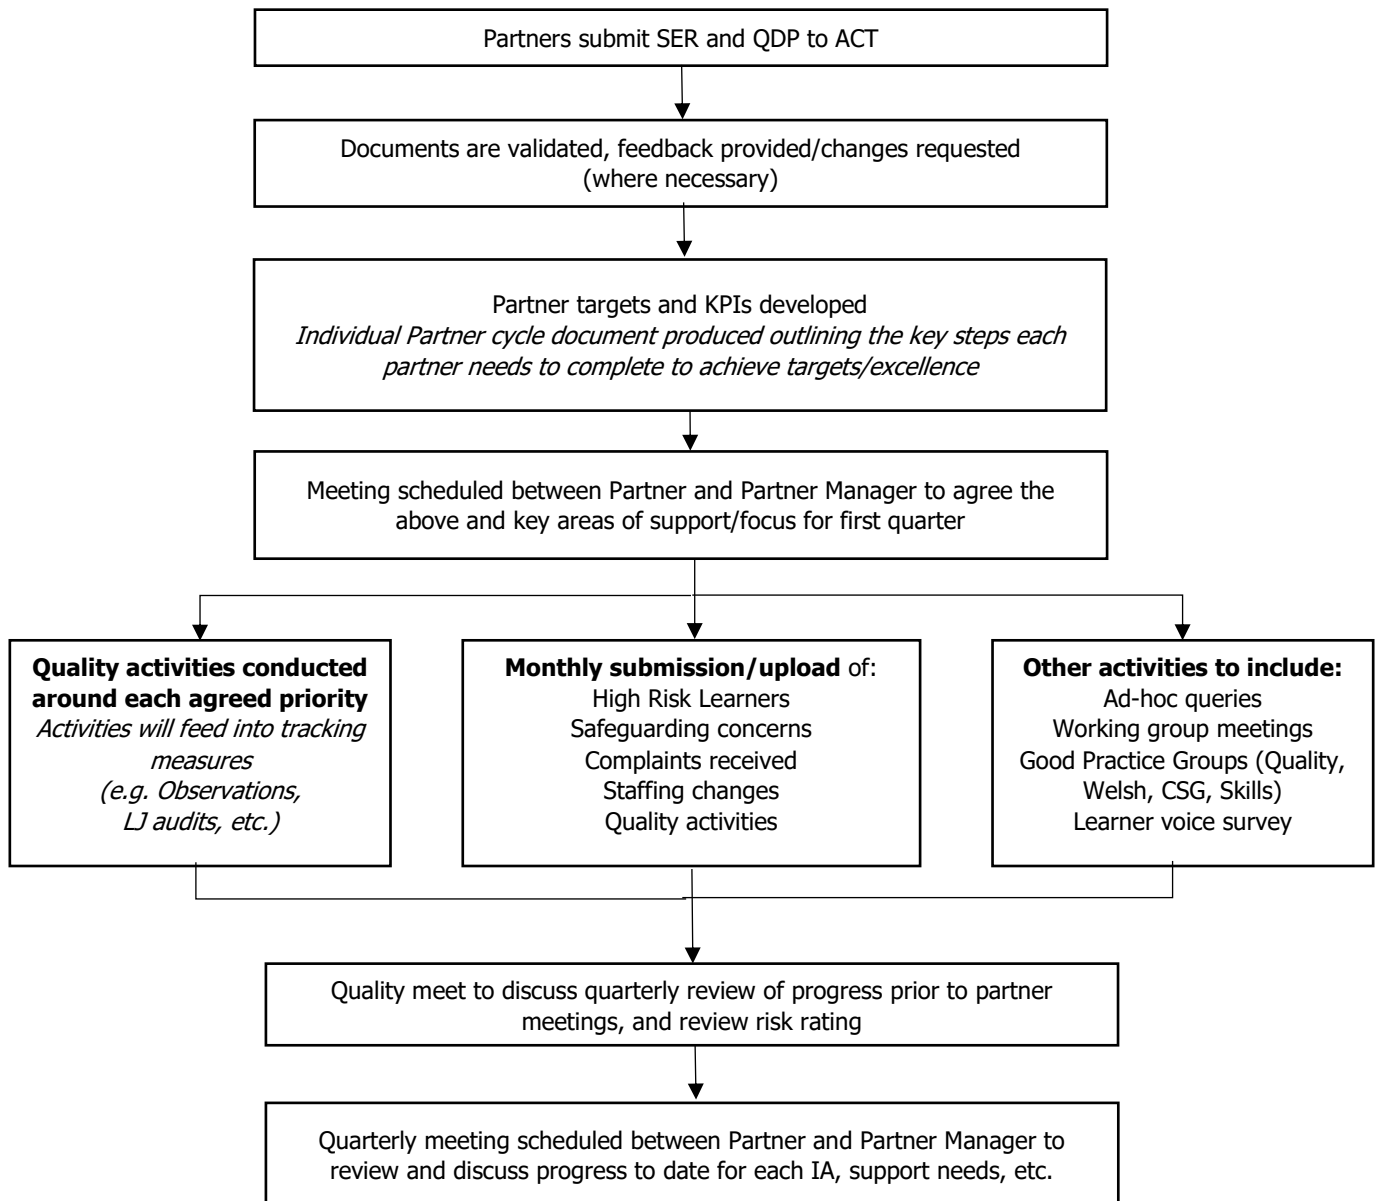 Partners submit SER and QDP to ACT
Documents are validated, feedback provided/changes requested
(where necessary)
Partner targets and KPIs developed
Individual Partner cycle document produced outlining the key steps each
partner needs to complete to achieve targets/excellence
Meeting scheduled between Partner and Partner Manager to agree the
above and key areas of support/focus for first quarter
Quality activities conducted
around each agreed priority
Activities will feed into tracking
measures
(e.g. Observations,
LJ audits, etc.)
Monthly submission/upload of:
High Risk Learners
Safeguarding concerns
Complaints received
Staffing changes
Quality activities
Other activities to include:
Ad-hoc queries
Working group meetings
Good Practice Groups (Quality,
Welsh, CSG, Skills)
Learner voice survey
Quality meet to discuss quarterly review of progress prior to partner
meetings, and review risk rating
Quarterly meeting scheduled between Partner and Partner Manager to
review and discuss progress to date for each IA, support needs, etc.